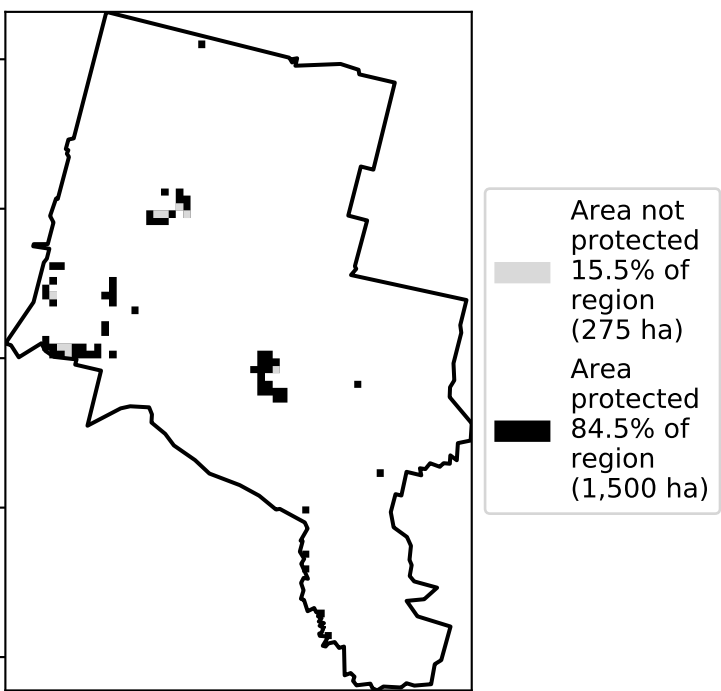 Area not
protected
15.5% of
region
(275 ha)
Area
protected
84.5% of
region
(1,500 ha)